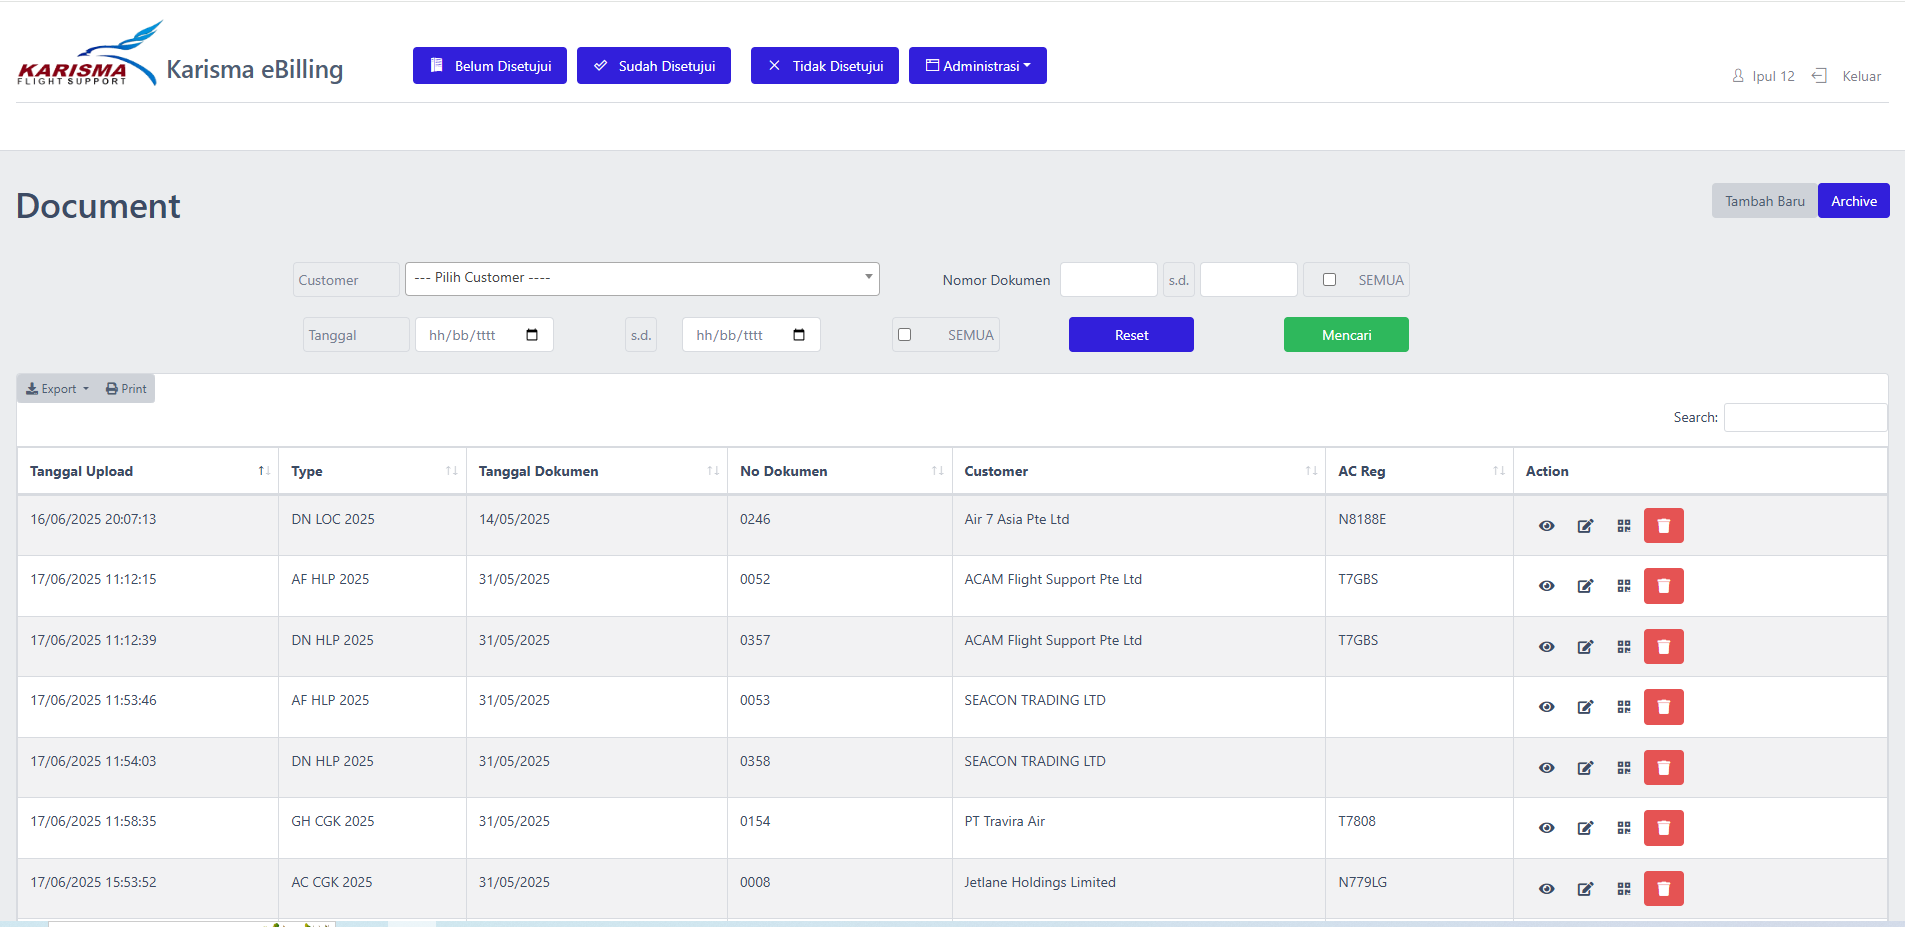 KARISMA
FLIGHT SUPPORT
Karisma eBilling
Belum Disetujui
Sudah Disetujui
Tidak Disetujui
Administrasi
Ipul 12
Keluar
Document
Tambah Baru
Archive
Customer
--- Pilih Customer ----
Nomor Dokumen
s.d.
SEMUA
Tanggal
hh/bb/tttt
s.d.
hh/bb/tttt
SEMUA
Reset
Mencari
Export
Print
Search:
Tanggal Upload Type Tanggal Dokumen No Dokumen Customer AC Reg Action
16/06/2025 20:07:13 DN LOC 2025 14/05/2025 0246 Air 7 Asia Pte Ltd N8188E
17/06/2025 11:12:15 AF HLP 2025 31/05/2025 0052 ACAM Flight Support Pte Ltd T7GBS
17/06/2025 11:12:39 DN HLP 2025 31/05/2025 0357 ACAM Flight Support Pte Ltd T7GBS
17/06/2025 11:53:46 AF HLP 2025 31/05/2025 0053 SEACON TRADING LTD
17/06/2025 11:54:03 DN HLP 2025 31/05/2025 0358 SEACON TRADING LTD
17/06/2025 11:58:35 GH CGK 2025 31/05/2025 0154 PT Travira Air T7808
17/06/2025 15:53:52 AC CGK 2025 31/05/2025 0008 Jetlane Holdings Limited N779LG